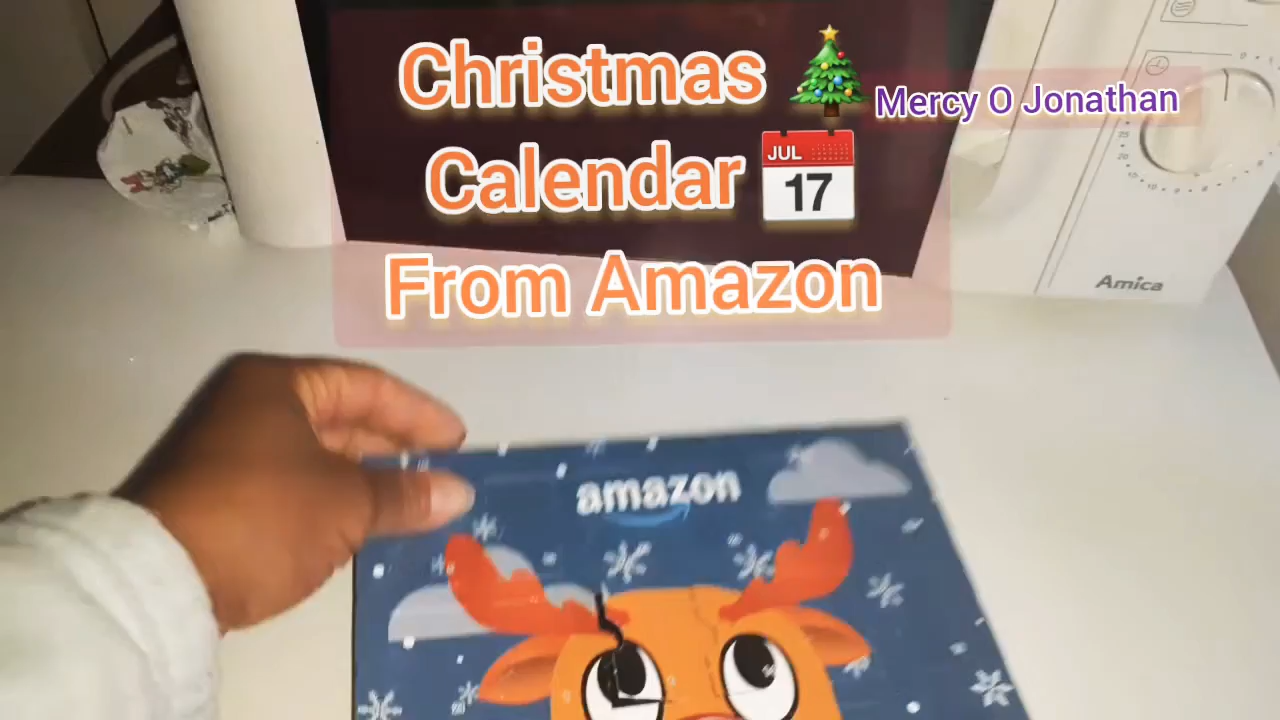 Christmas 🎄
Mercy O Jonathan
Calendar 📅
JUL
17
From Amazon
Amica
amazon